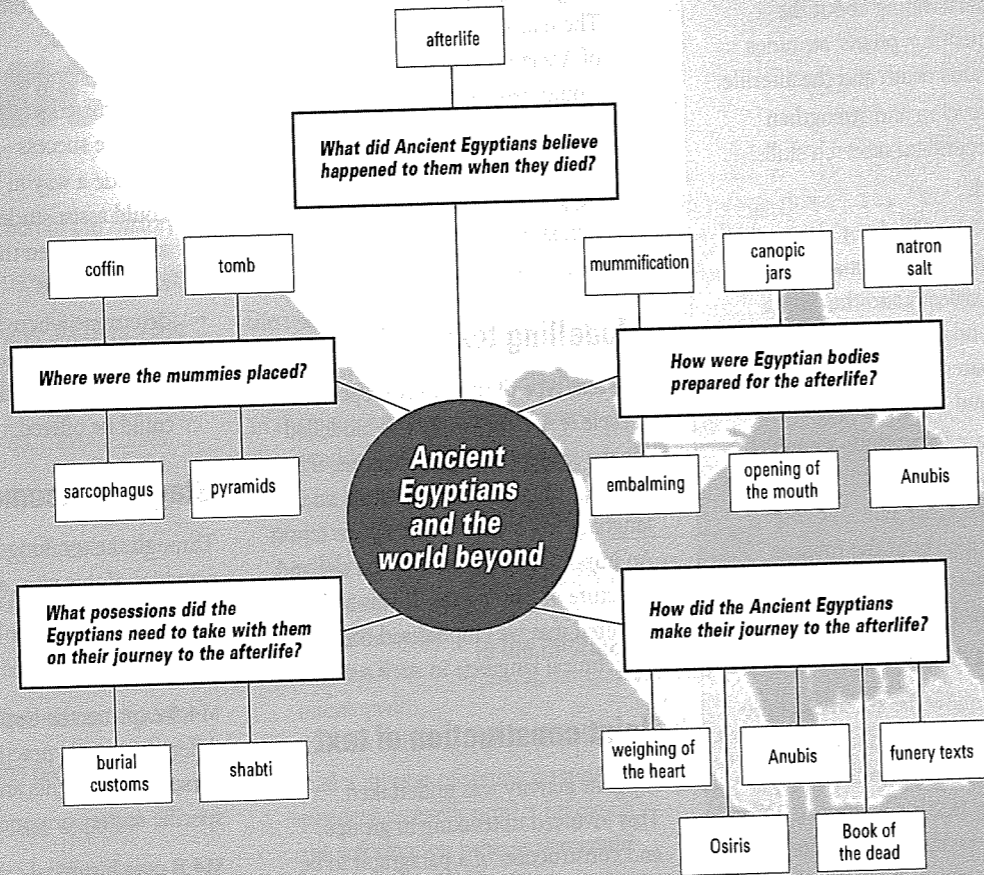 afterlife
What did Ancient Egyptians believe
happened to them when they died?
coffin
tomb
mummification
canopic
jars
natron
salt
Where were the mummies placed?
How were Egyptian bodies
prepared for the afterlife?
sarcophagus
pyramids
embalming
opening of
the mouth
Anubis
Ancient
Egyptians
and the
world beyond
What posessions did the
Egyptians need to take with them
on their journey to the afterlife?
How did the Ancient Egyptians
make their journey to the afterlife?
burial
customs
shabti
weighing of
the heart
Anubis
funery texts
Osiris
Book of
the dead